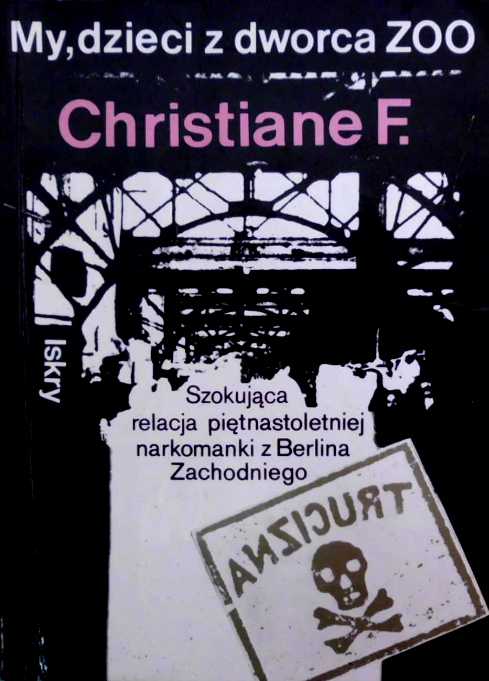 My, dzieci z dworca ZOO
Christiane F.
Iskry
Szokująca
relacja piętnastoletniej
narkomanki z Berlina
Zachodniego
TRUCIZNA